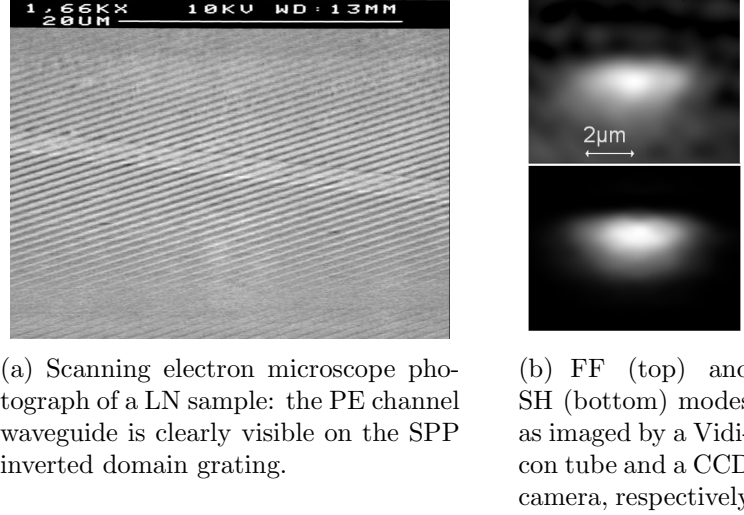 1,66KX 10KV WD:13MM
20UM
2μm
(a) Scanning electron microscope pho-
tograph of a LN sample: the PE channel
waveguide is clearly visible on the SPP
inverted domain grating.
(b) FF (top) and
SH (bottom) modes
as imaged by a Vidi-
con tube and a CCD
camera, respectively